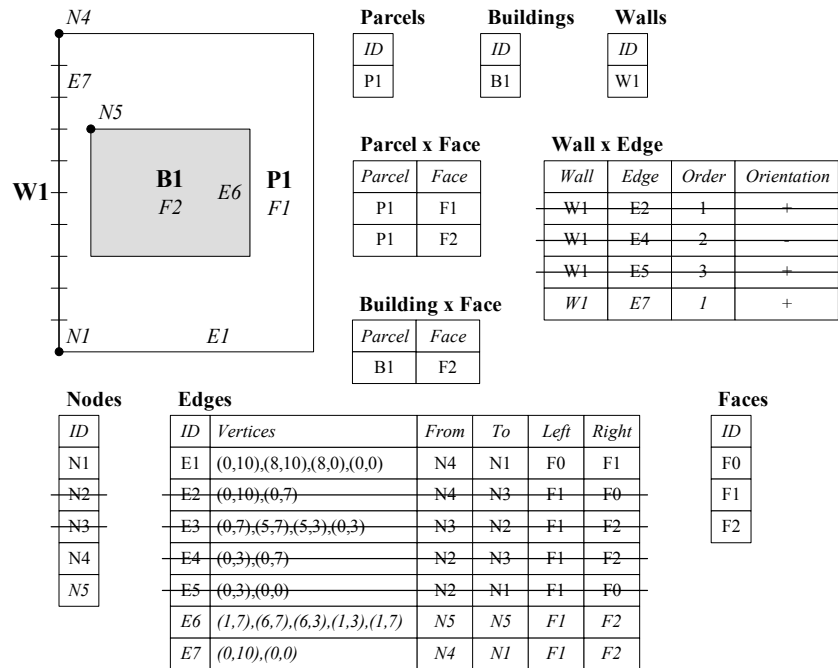 N4
E7
N5
W1
B1
F2
E6
P1
F1
N1
E1
Parcels
ID
P1
Buildings
ID
B1
Walls
ID
W1
Parcel x Face
Parcel Face
P1 F1
P1 F2
Wall x Edge
Wall Edge Order Orientation
W1 E2 1 +
W1 E4 2 -
W1 E5 3 +
W1 E7 1 +
Building x Face
Parcel Face
B1 F2
Nodes
ID
N1
N2
N3
N4
N5
Edges
ID Vertices From To Left Right
E1 (0,10),(8,10),(8,0),(0,0) N4 N1 F0 F1
E2 (0,10),(0,7) N4 N3 F1 F0
E3 (0,7),(5,7),(5,3),(0,3) N3 N2 F1 F2
E4 (0,3),(0,7) N2 N3 F1 F2
E5 (0,3),(0,0) N2 N1 F1 F0
E6 (1,7),(6,7),(6,3),(1,3),(1,7) N5 N5 F1 F2
E7 (0,10),(0,0) N4 N1 F1 F2
Faces
ID
F0
F1
F2